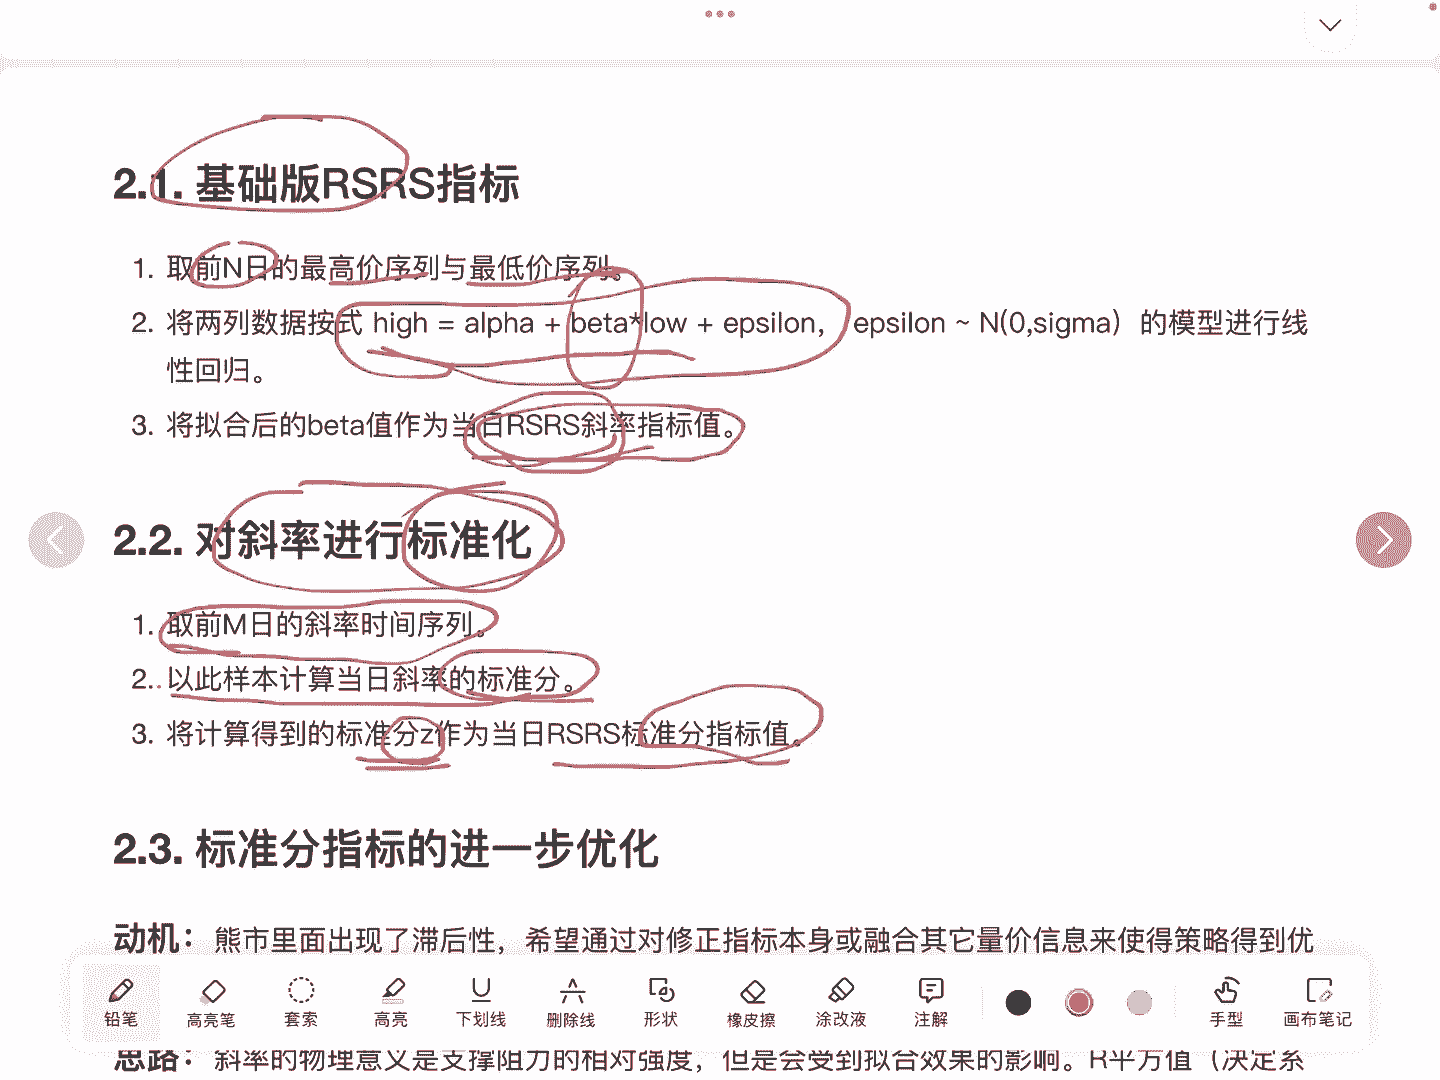 2.1. 基础版RSRS指标
1. 取前N日的最高价序列与最低价序列。
2. 将两列数据按式 high = alpha + beta*low + epsilon, epsilon ~ N(0,sigma) 的模型进行线
性回归。
3. 将拟合后的beta值作为当日RSRS斜率指标值。
2.2. 对斜率进行标准化
1. 取前M日的斜率时间序列。
2. 以此样本计算当日斜率的标准分。
3. 将计算得到的标准分z作为当日RSRS标准分指标值。
2.3. 标准分指标的进一步优化
动机：熊市里面出现了滞后性，希望通过对修正指标本身或融合其它量价信息来使得策略得到优
铅笔 高亮笔 套索 高亮 下划线 删除线 形状 橡皮擦 涂改液 注解 手型 画布笔记
思路：斜率的物理意义是支撑阻力的相对强度，但是会受到拟合效果的影响。R平方值（决定系